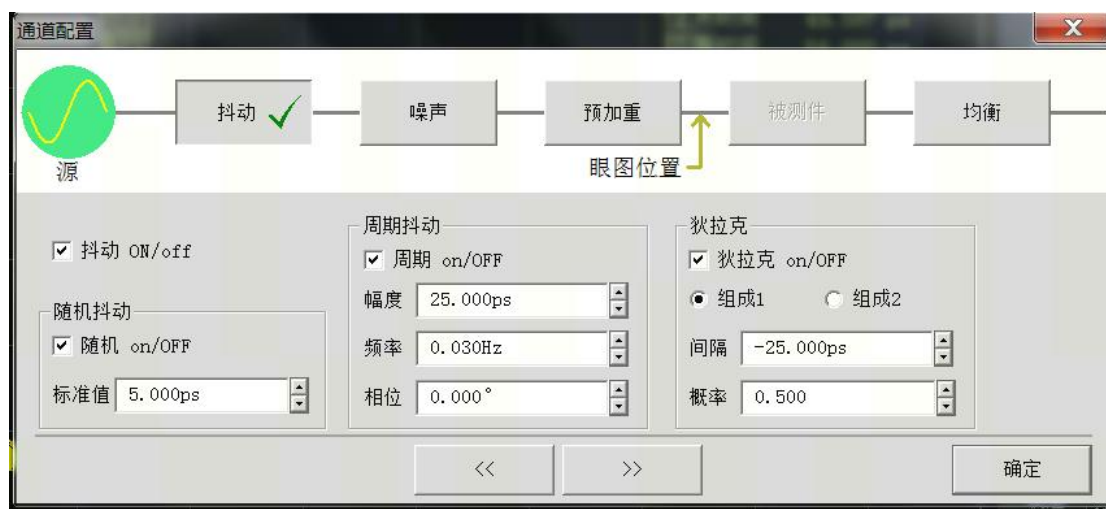 通道配置
X
抖动
噪声
预加重
被测件
均衡
源
眼图位置
抖动 ON/off
随机抖动
随机 on/OFF
标准值 5.000ps
周期抖动
周期 on/OFF
幅度 25.000ps
频率 0.030Hz
相位 0.000°
狄拉克
狄拉克 on/OFF
组成1 组成2
间隔 -25.000ps
概率 0.500
<< >>
确定